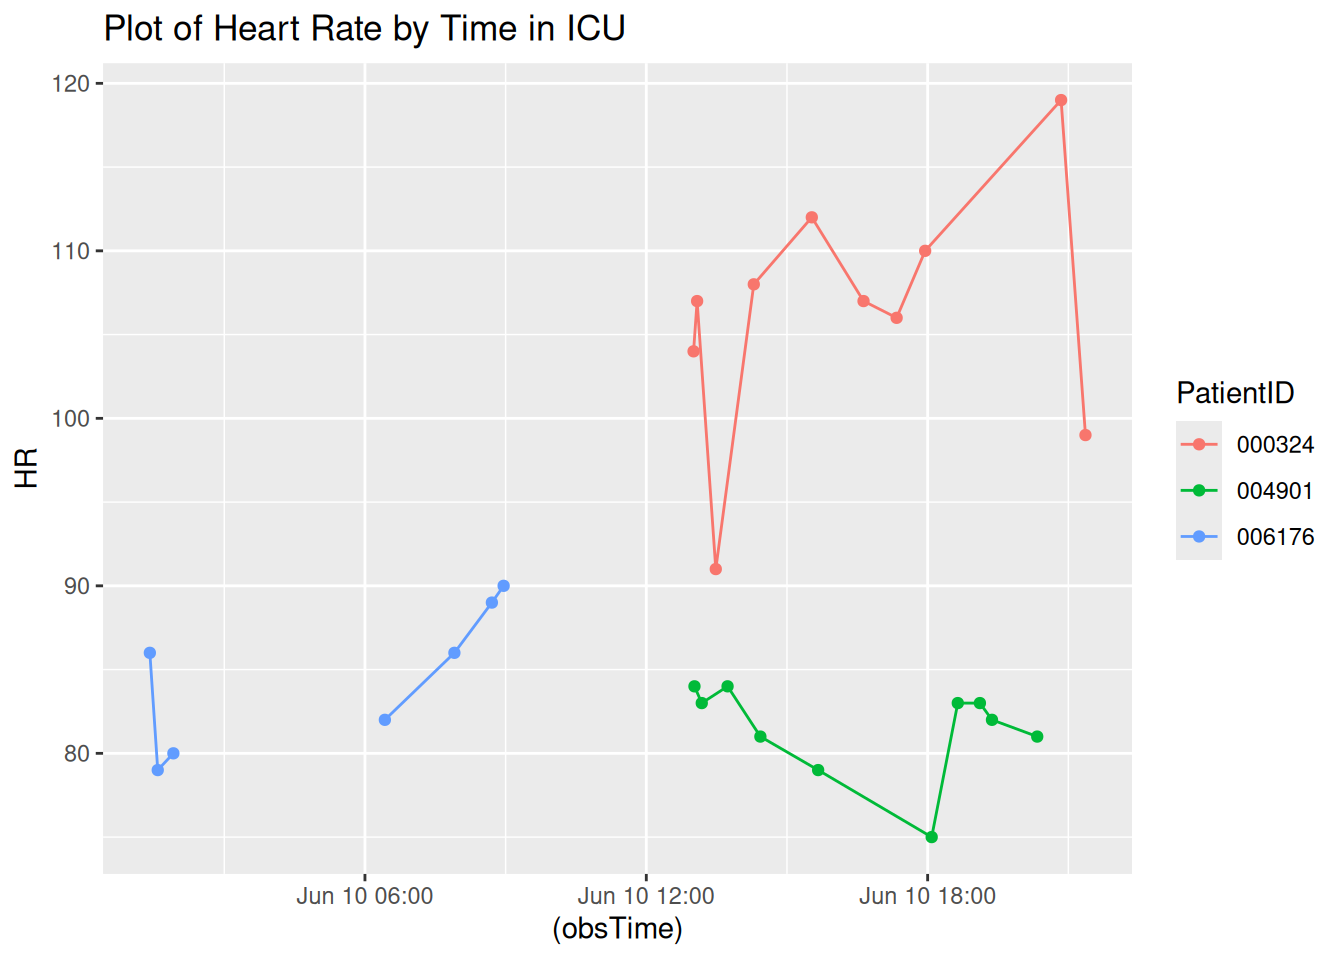 Plot of Heart Rate by Time in ICU
120
110
100
90
80
HR
Jun 10 06:00
Jun 10 12:00
Jun 10 18:00
(obsTime)
PatientID
000324
004901
006176